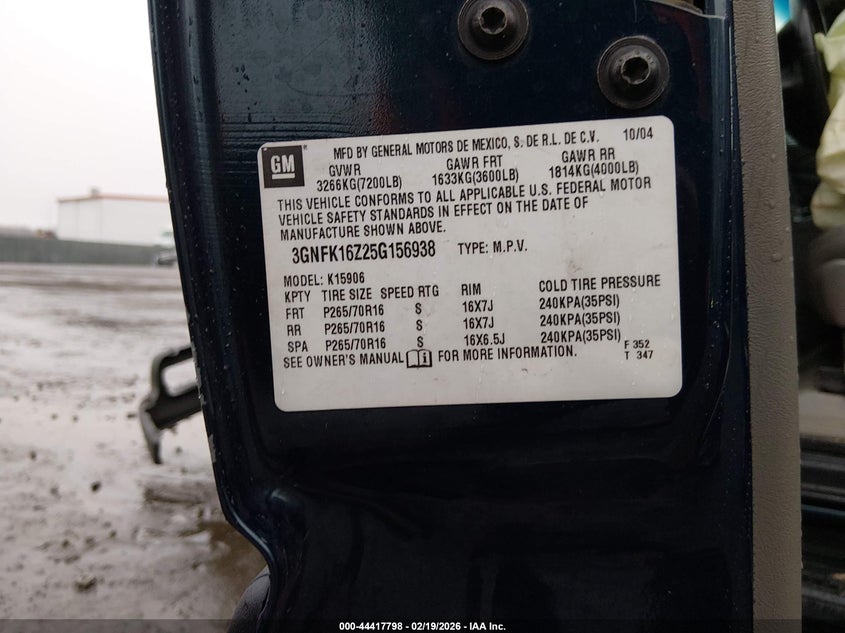 GM
MFD BY GENERAL MOTORS DE MEXICO, S. DE R.L. DE C.V. 10/04
GVWR GAWR FRT GAWR RR
3266KG(7200LB) 1633KG(3600LB) 1814KG(4000LB)
THIS VEHICLE CONFORMS TO ALL APPLICABLE U.S. FEDERAL MOTOR
VEHICLE SAFETY STANDARDS IN EFFECT ON THE DATE OF
MANUFACTURE SHOWN ABOVE.
3GNFK16Z25G156938 TYPE: M.P.V.
MODEL: K15906
KPTY TIRE SIZE SPEED RTG RIM COLD TIRE PRESSURE
FRT P265/70R16 S 16X7J 240KPA(35PSI)
RR P265/70R16 S 16X7J 240KPA(35PSI)
SPA P265/70R16 S 16X6.5J 240KPA(35PSI)
SEE OWNER'S MANUAL FOR MORE INFORMATION.
F 352
T 347
000-44417798 - 02/19/2026 - IAA Inc.